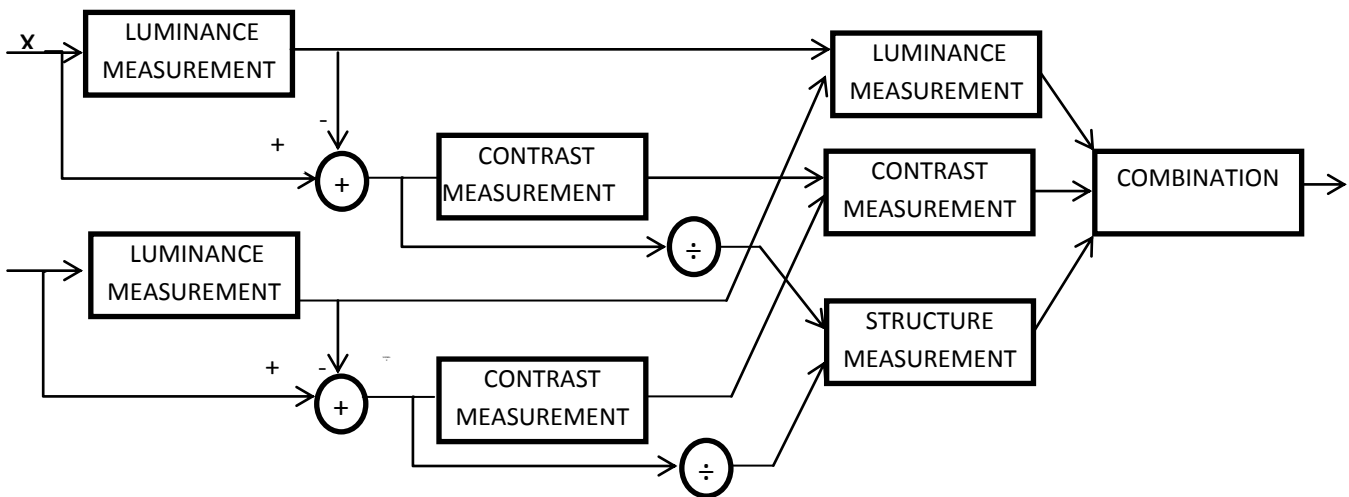 X
LUMINANCE
MEASUREMENT
LUMINANCE
MEASUREMENT
-
+
+
CONTRAST
MEASUREMENT
CONTRAST
MEASUREMENT
COMBINATION
÷
LUMINANCE
MEASUREMENT
STRUCTURE
MEASUREMENT
+
-
÷
+
CONTRAST
MEASUREMENT
÷